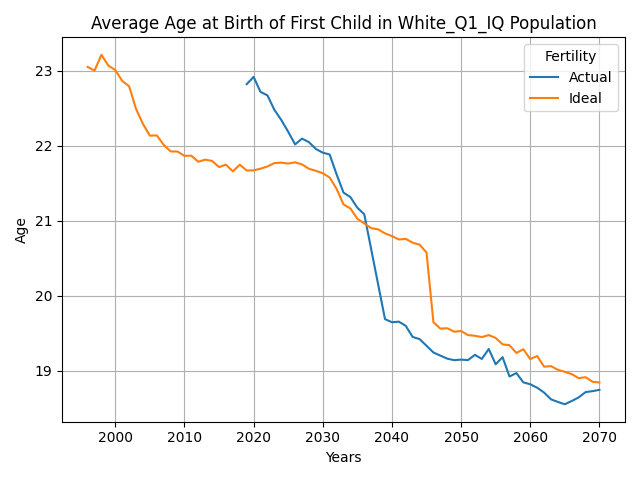 Average Age at Birth of First Child in White_Q1_IQ Population
Fertility
Actual
Ideal
Age
23
22
21
20
19
2000
2010
2020
2030
2040
2050
2060
2070
Years